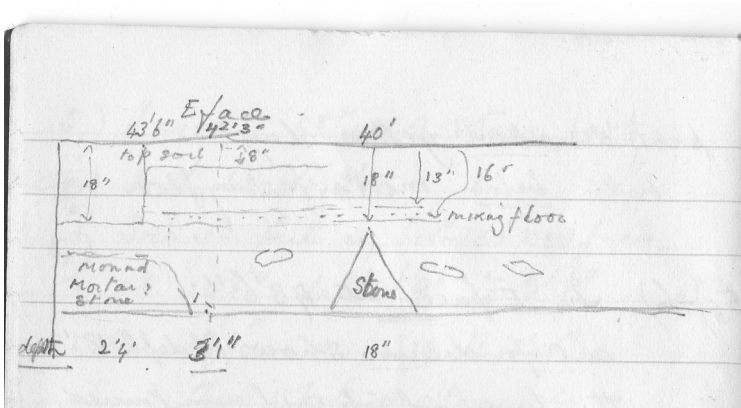 E face
43'6" 42'3" 40'
top soil 8"
18" 18" 13" 16"
mixing floor
Mound
Mortar &
Stone
Stone
depth 2'4' 3'1" 18"